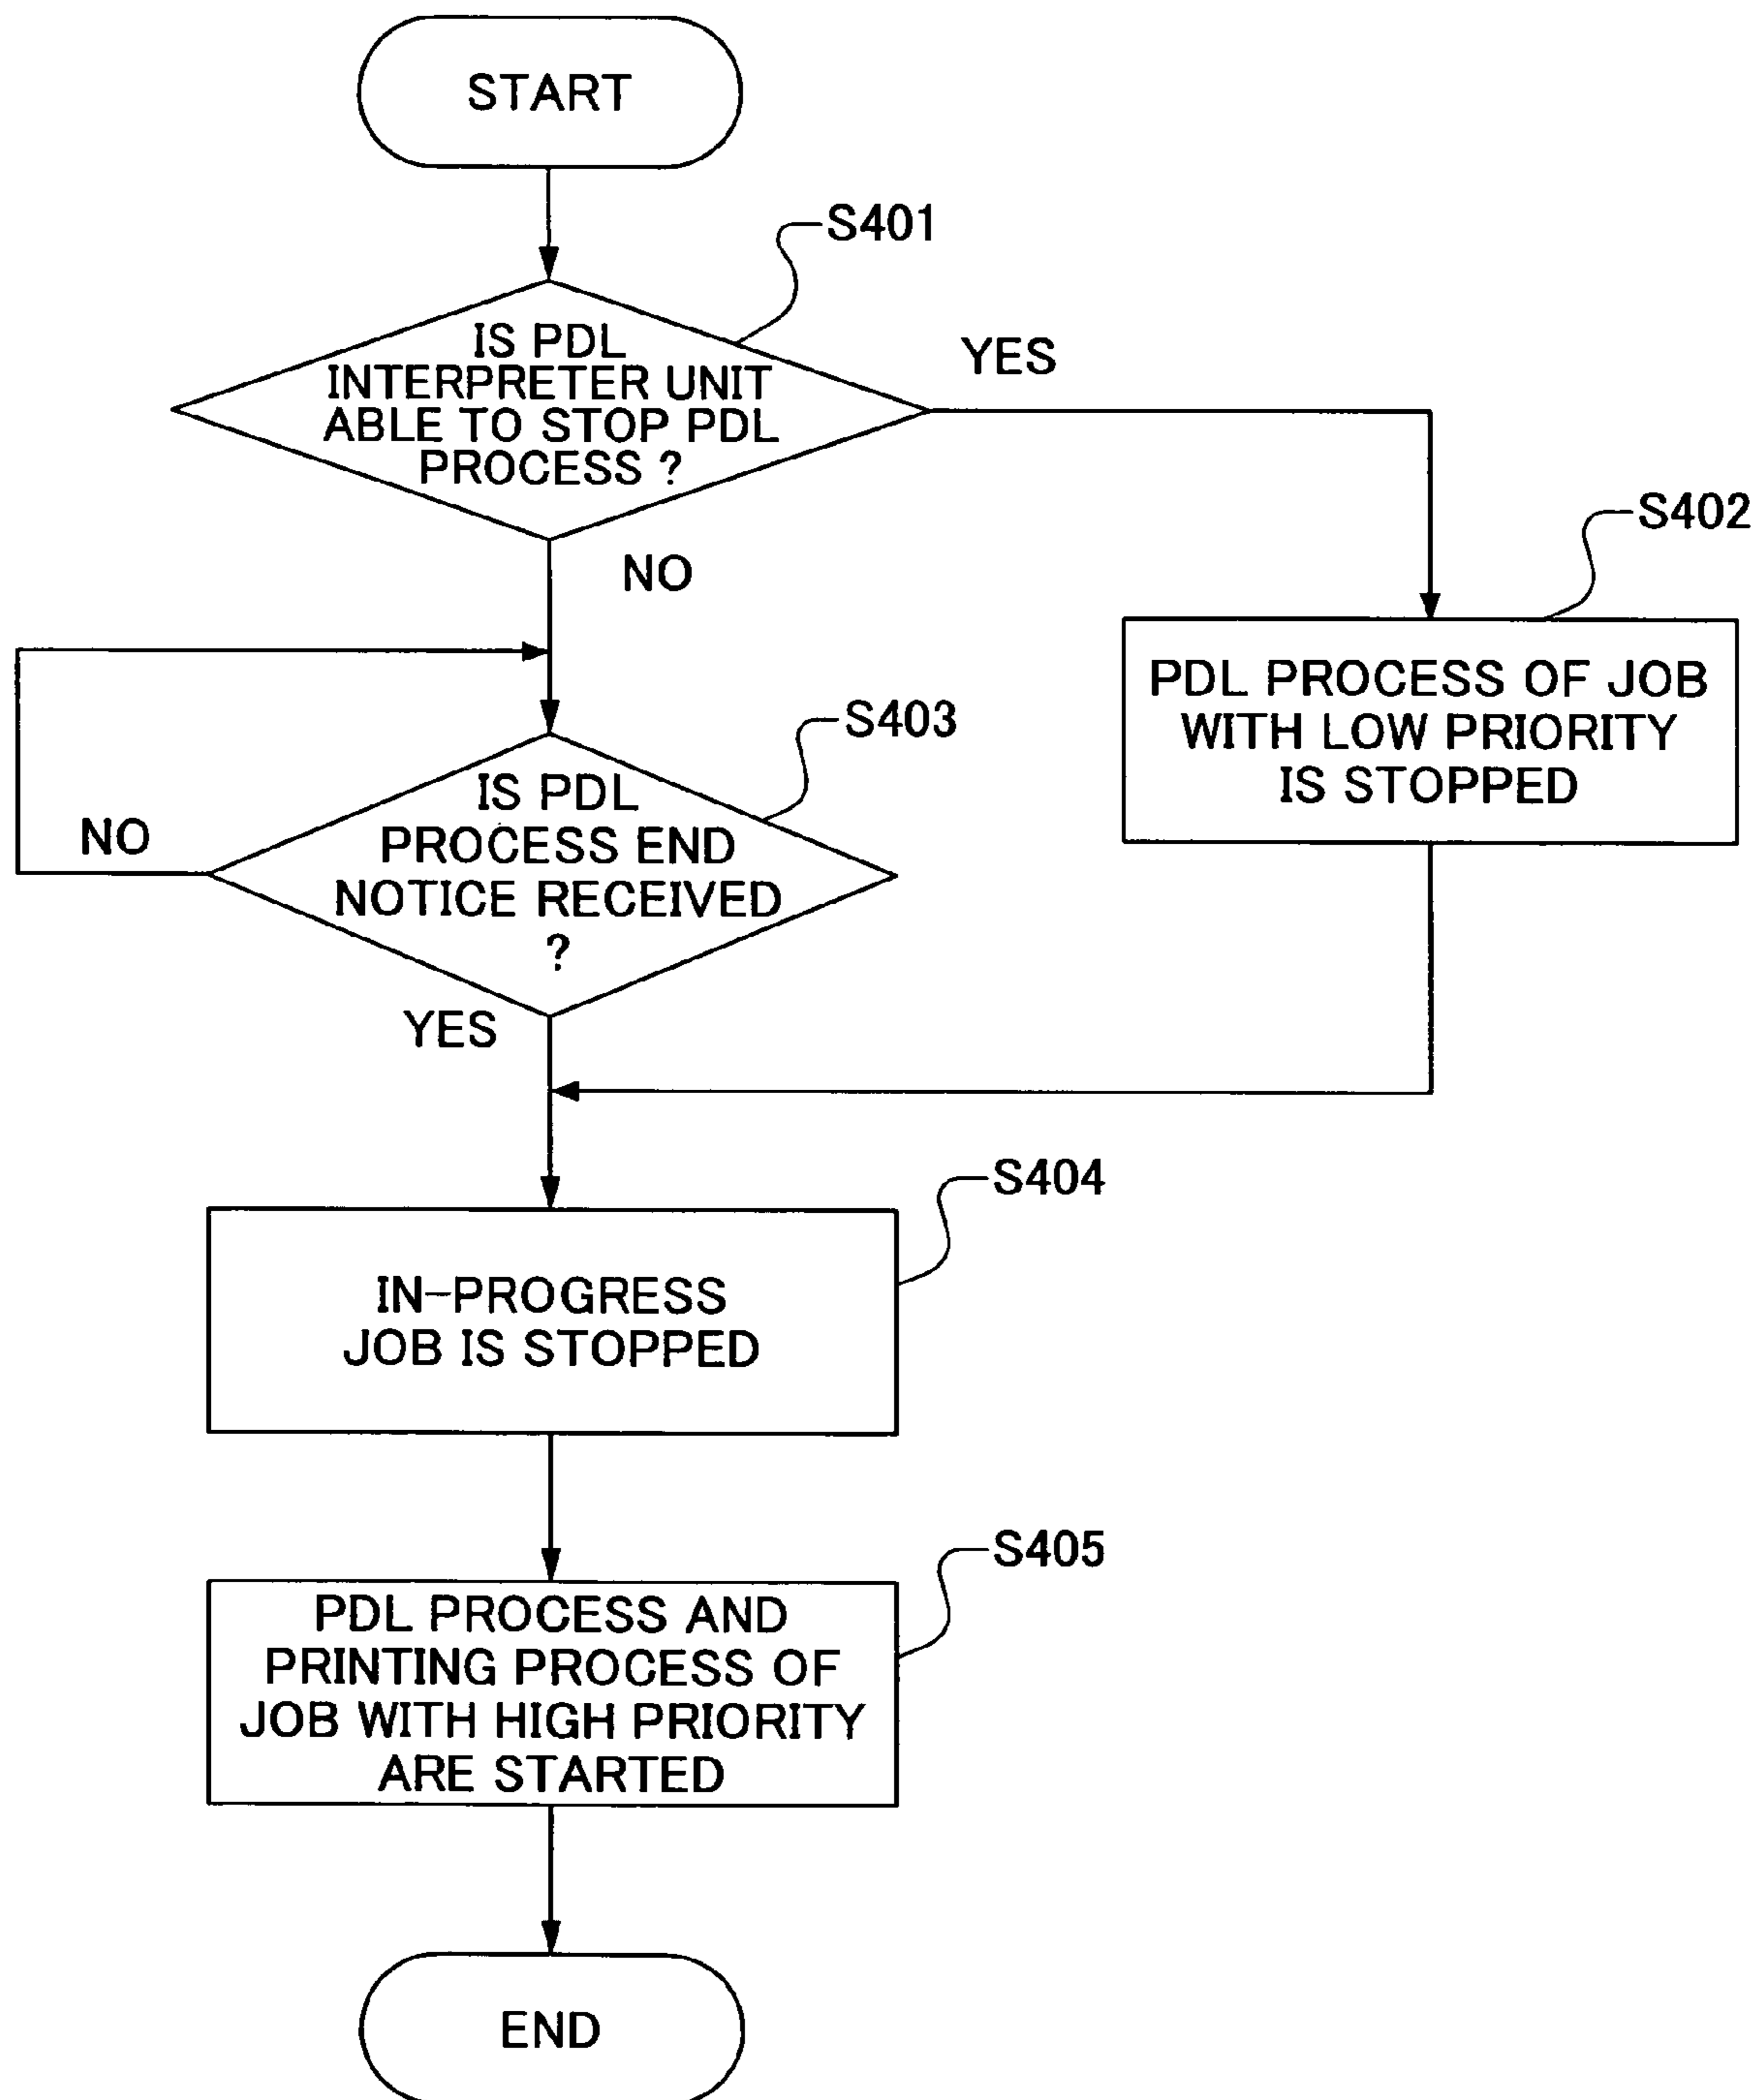 START
S401
IS PDL
INTERPRETER UNIT
ABLE TO STOP PDL
PROCESS ?
YES
NO
S402
PDL PROCESS OF JOB
WITH LOW PRIORITY
IS STOPPED
S403
IS PDL
PROCESS END
NOTICE RECEIVED
?
NO
YES
S404
IN-PROGRESS
JOB IS STOPPED
S405
PDL PROCESS AND
PRINTING PROCESS OF
JOB WITH HIGH PRIORITY
ARE STARTED
END